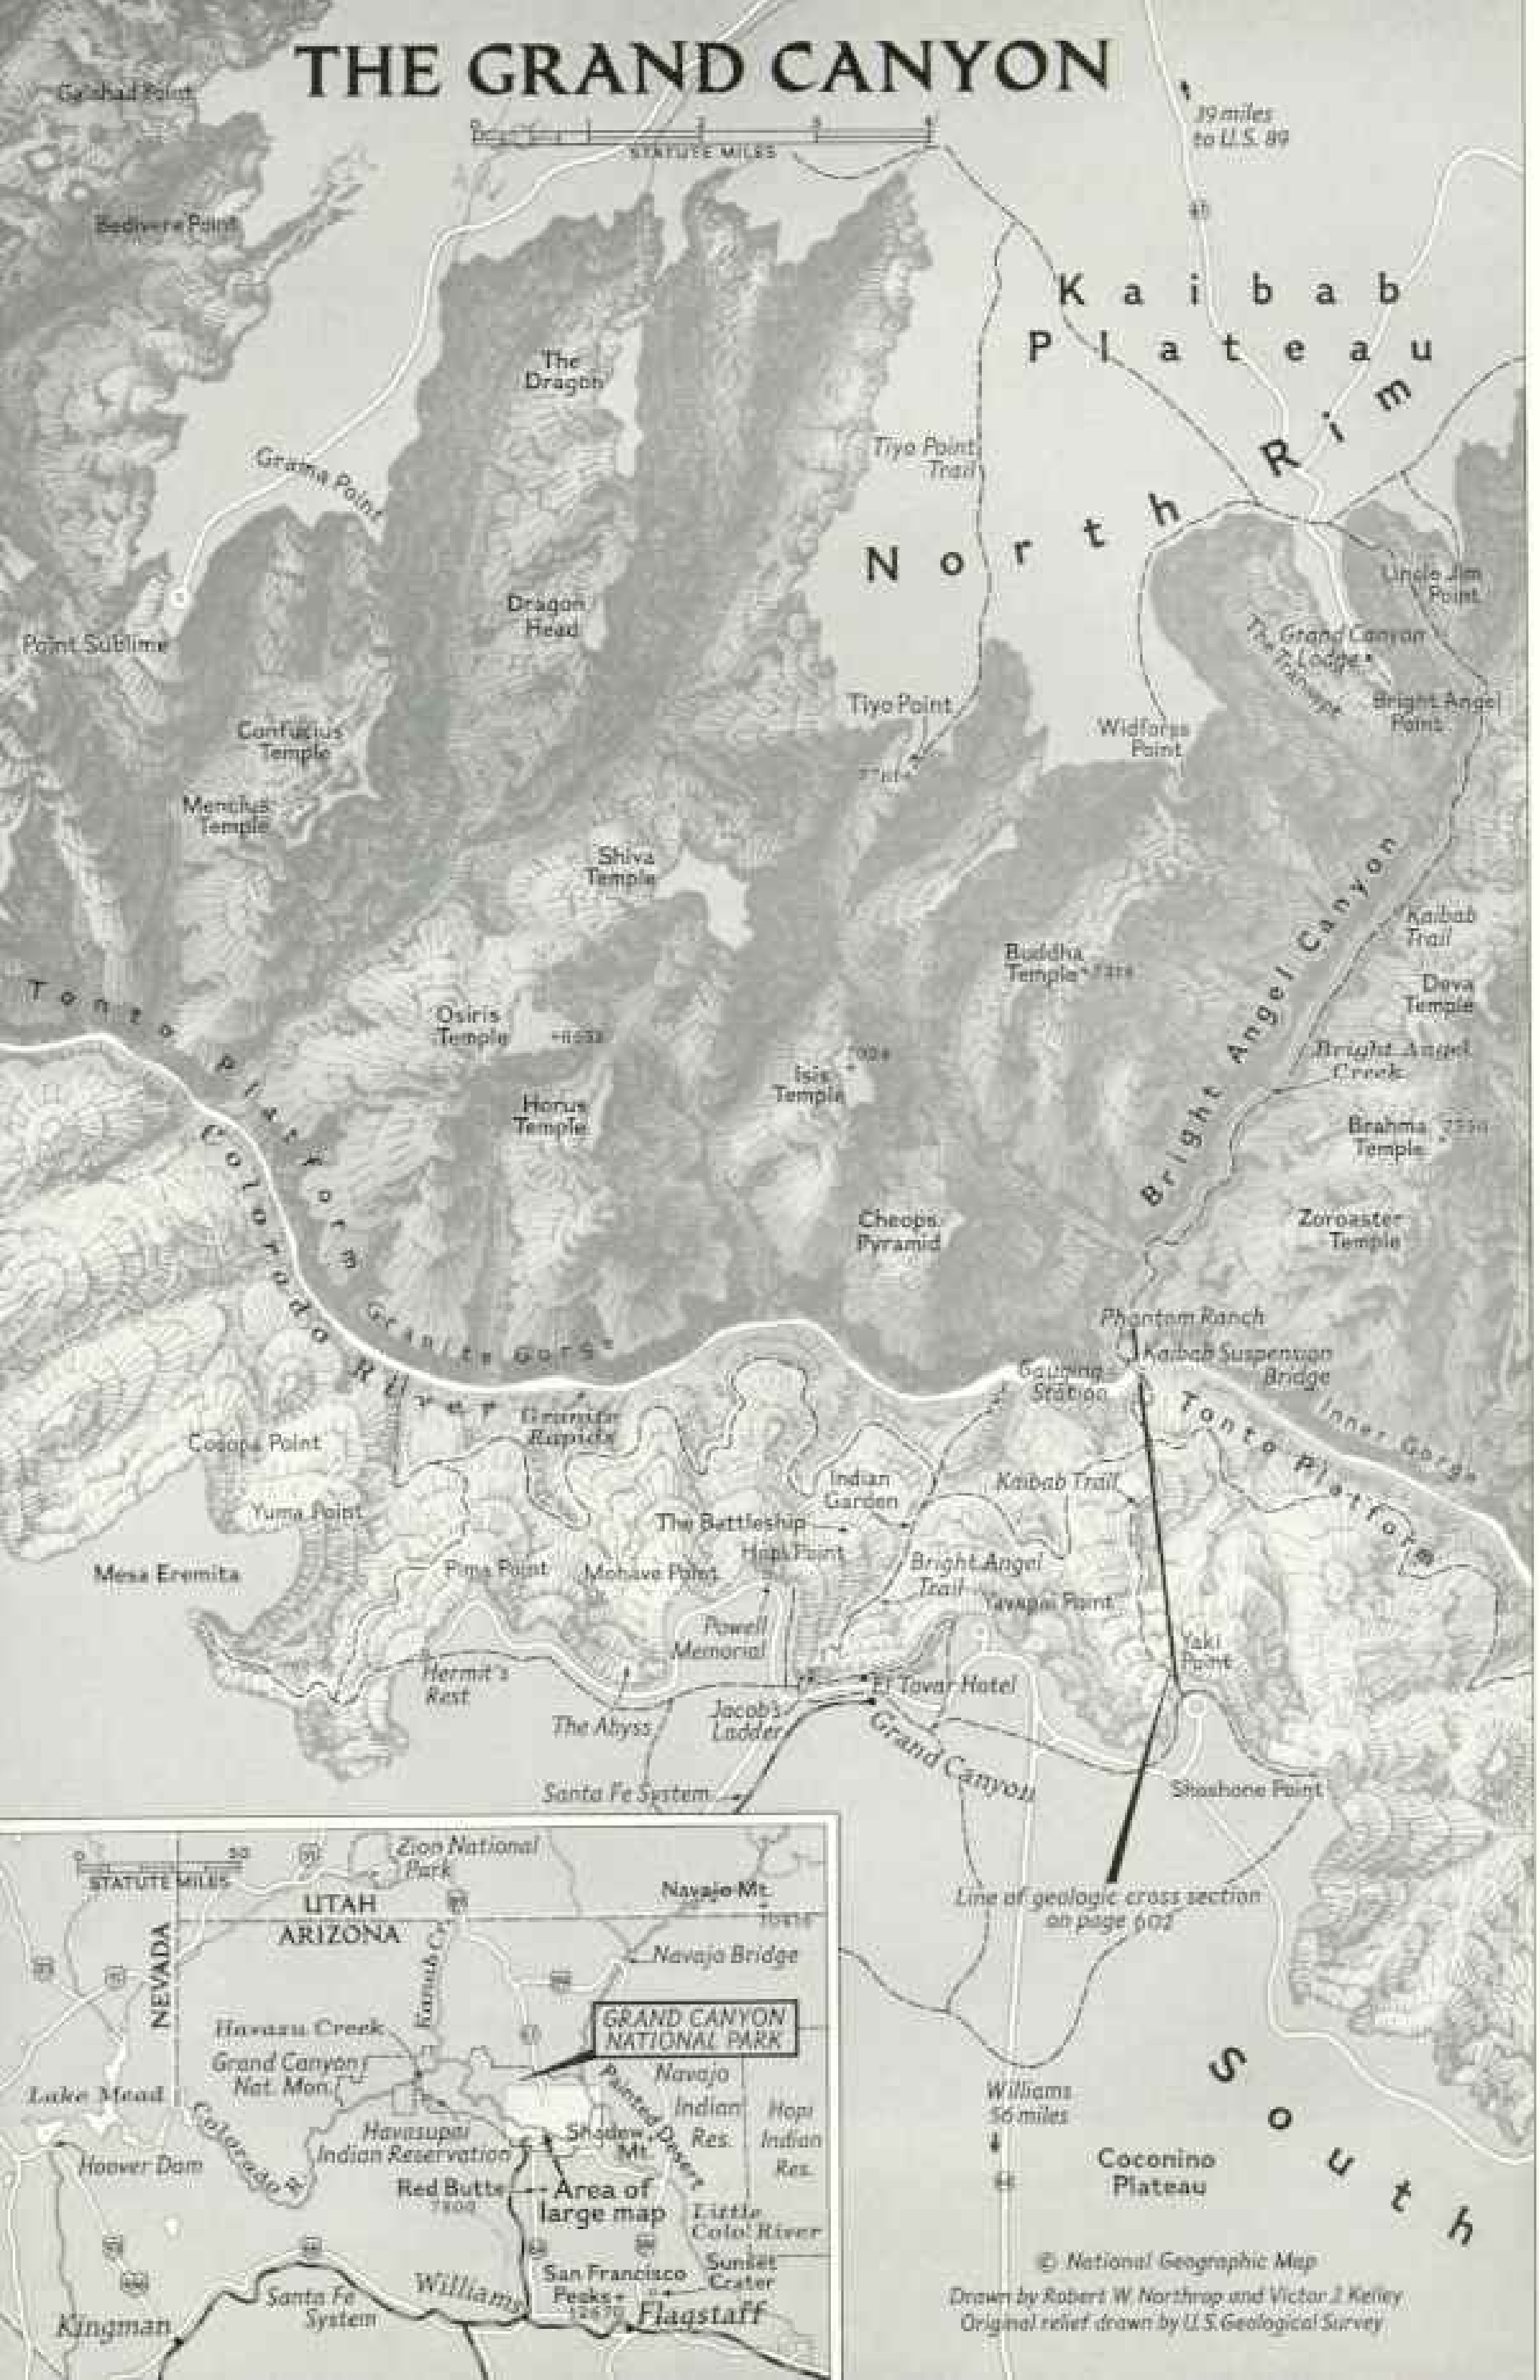 THE GRAND CANYON
STATUTE MILES
39 miles
to U.S. 89
Galahad Point
Bedivere Point
Kaibab
Plateau
The
Dragon
Tiyo Point
Trail
Grama Point
North Rim
Dragon
Head
Uncle Jim
Point
Point Sublime
Grand Canyon
Lodge
The Transept
Tiyo Point
Bright Angel
Point
Widforss
Point
Confucius
Temple
Mencius
Temple
Shiva
Temple
Bright Angel Canyon
Kaibab
Trail
Buddha
Temple
Deva
Temple
Tonto Platform
Osiris
Temple
Bright Angel
Creek
Isis
Temple
Horus
Temple
Brahma
Temple
Colorado River
Cheops
Pyramid
Zoroaster
Temple
Granite Gorge
Phantom Ranch
Kaibab Suspension
Bridge
Gauging
Station
Tonto Platform
Inner Gorge
Granite
Rapids
Cocopa Point
Indian
Garden
Kaibab Trail
Yuma Point
The Battleship
Hopi Point
Mesa Eremita
Pima Point
Mohave Point
Bright Angel
Trail
Yavapai Point
Powell
Memorial
Yaki
Point
Hermit's
Rest
El Tovar Hotel
The Abyss
Jacob's
Ladder
Grand Canyon
Santa Fe System
Shoshone Point
Line of geologic cross section
on page 602
Williams
56 miles
South
Coconino
Plateau
© National Geographic Map
Drawn by Robert W. Northrop and Victor J. Kelley
Original relief drawn by U.S. Geological Survey
0 50
STATUTE MILES
Zion National
Park
UTAH
ARIZONA
NEVADA
Navajo Mt.
Kanab Cr.
Navajo Bridge
GRAND CANYON
NATIONAL PARK
Havasu Creek
Grand Canyon
Nat. Mon.
Lake Mead
Colorado R.
Painted Desert
Navajo
Indian
Res.
Hopi
Indian
Res.
Havasupai
Indian Reservation
Shadow
Mt.
Hoover Dam
Red Butte
Area of
large map
Little
Colo. River
San Francisco
Peaks
Sunset
Crater
Williams
Santa Fe
System
Kingman
Flagstaff